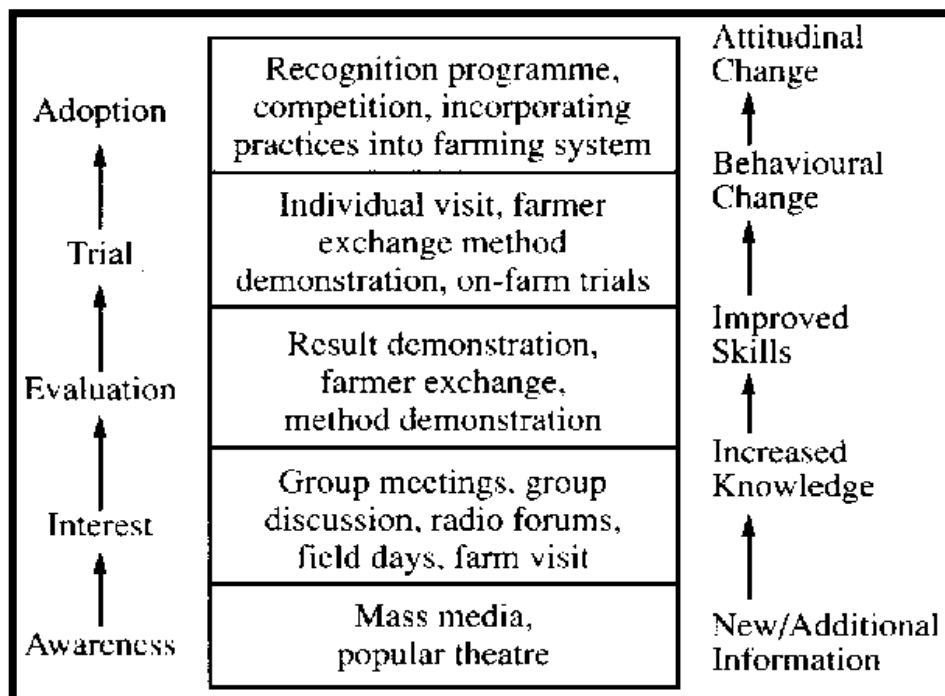 Adoption
Trial
Evaluation
Interest
Awareness
Recognition programme,
competition, incorporating
practices into farming system
Individual visit, farmer
exchange method
demonstration, on-farm trials
Result demonstration,
farmer exchange,
method demonstration
Group meetings, group
discussion, radio forums,
field days, farm visit
Mass media,
popular theatre
Attitudinal
Change
Behavioural
Change
Improved
Skills
Increased
Knowledge
New/Additional
Information